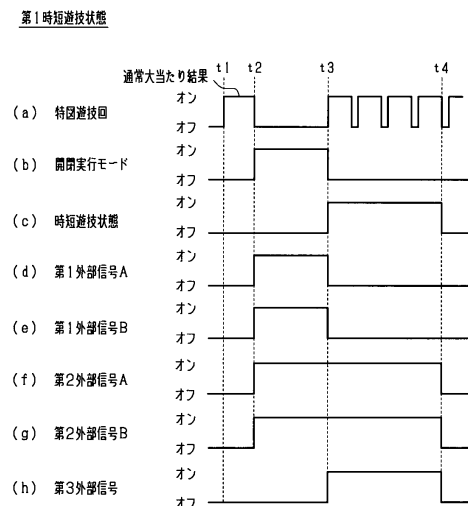 第1時短遊技状態
通常大当たり結果
t1 t2 t3 t4
(a) 特図遊技回 オン オフ
(b) 開閉実行モード オン オフ
(c) 時短遊技状態 オン オフ
(d) 第1外部信号A オン オフ
(e) 第1外部信号B オン オフ
(f) 第2外部信号A オン オフ
(g) 第2外部信号B オン オフ
(h) 第3外部信号 オン オフ